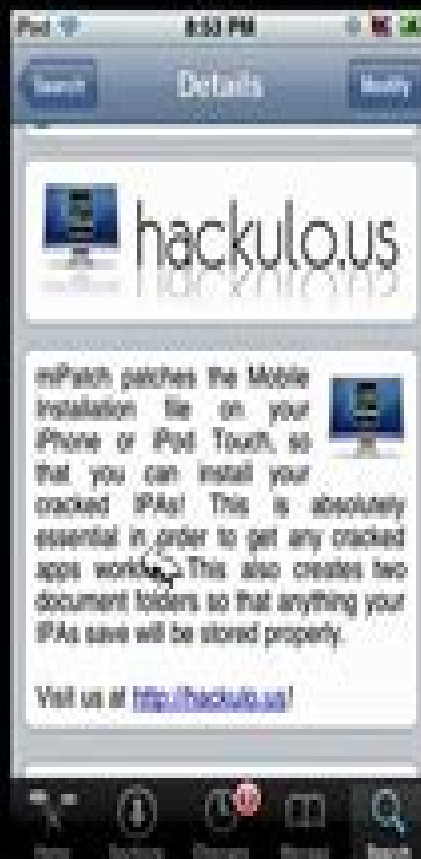 iPod 8:53 PM
Search Details Modify
hackulo.us
miPatch patches the Mobile
Installation file on your
iPhone or iPod Touch, so
that you can install your
cracked IPAs! This is absolutely
essential in order to get any cracked
apps This also creates two
document folders so that anything your
IPAs save will be stored properly.
Visit us at http://hackulo.us!
Changes Search